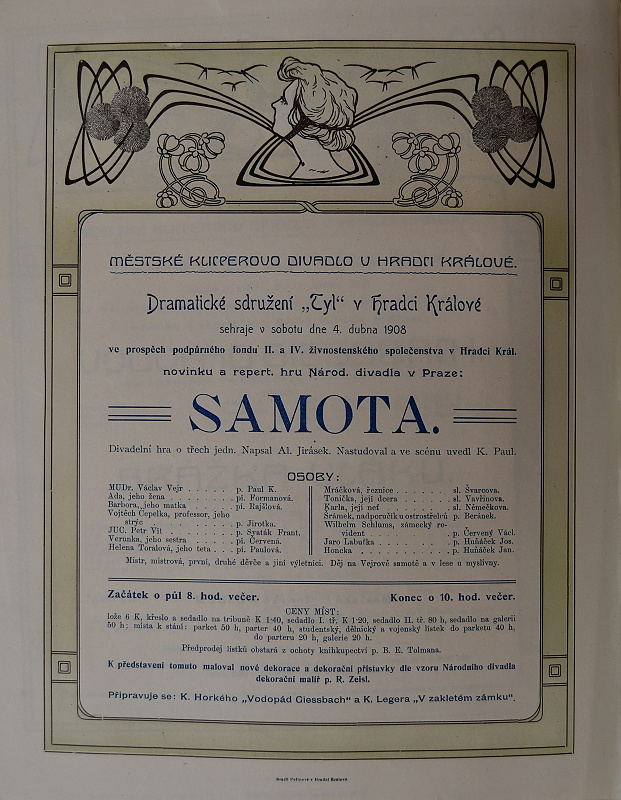 MĚSTSKÉ KLICPEROVO DIVADLO V HRADCI KRÁLOVÉ.
Dramatické sdružení „Tyl“ v Hradci Králové
sehraje v sobotu dne 4. dubna 1908
ve prospěch podpůrného fondu II. a IV. živnostenského společenstva v Hradci Král.
novinku a repert. hru Národ. divadla v Praze:
SAMOTA.
Divadelní hra o třech jedn. Napsal Al. Jirásek. Nastudoval a ve scénu uvedl K. Paul.
OSOBY:
MUDr. Václav Vejr . . . . . p. Paul K.
Ada, jeho žena . . . . . . . pí. Formanová.
Barbora, jeho matka . . . . pí. Rajšlová.
Vojtěch Čepelka, professor, jeho
strýc . . . . . . . . . p. Jirotka.
JUC. Petr Vít . . . . . . . p. Syaták Frant.
Verunka, jeho sestra . . . . pí. Červená.
Helena Toralová, jeho teta . . . pí. Paulová.
Mráčková, řeznice . . . . . . sl. Švarcova.
Tonička, její dcera . . . . . sl. Vavřinova.
Karla, její neť . . . . . . . sl. Němečkova.
Šrámek, nadporučík u ostrostřelců p. Beránek.
Wilhelm Schlums, zámecký re-
vident . . . . . . . . p. Červený Václ.
Jaro Labuťka . . . . . . . p. Huňáček Jos.
Honcka . . . . . . . . . p. Huňáček Jan.
Mistr, mistrová, první, druhé děvče a jiní výletníci. Děj na Vejrově samotě a v lese u myslivny.
Začátek o půl 8. hod. večer. Konec o 10. hod. večer.
CENY MÍST:
lože 6 K, křeslo a sedadlo na tribuně K 1·40, sedadlo I. tř. K 1·20, sedadlo II. tř. 80 h, sedadlo na galerii
50 h; místa k stání: parket 50 h, parter 40 h, studentský, dělnický a vojenský lístek do parketu 40 h,
do parteru 20 h, galerie 20 h.
Předprodej lístků obstará z ochoty knihkupectví p. B. E. Tolmana.
K představení tomuto maloval nové dekorace a dekorační přístavky dle vzoru Národního divadla
dekorační malíř p. R. Zeisl.
Připravuje se: K. Horkého „Vodopád Giessbach“ a K. Legera „V zakletém zámku“.